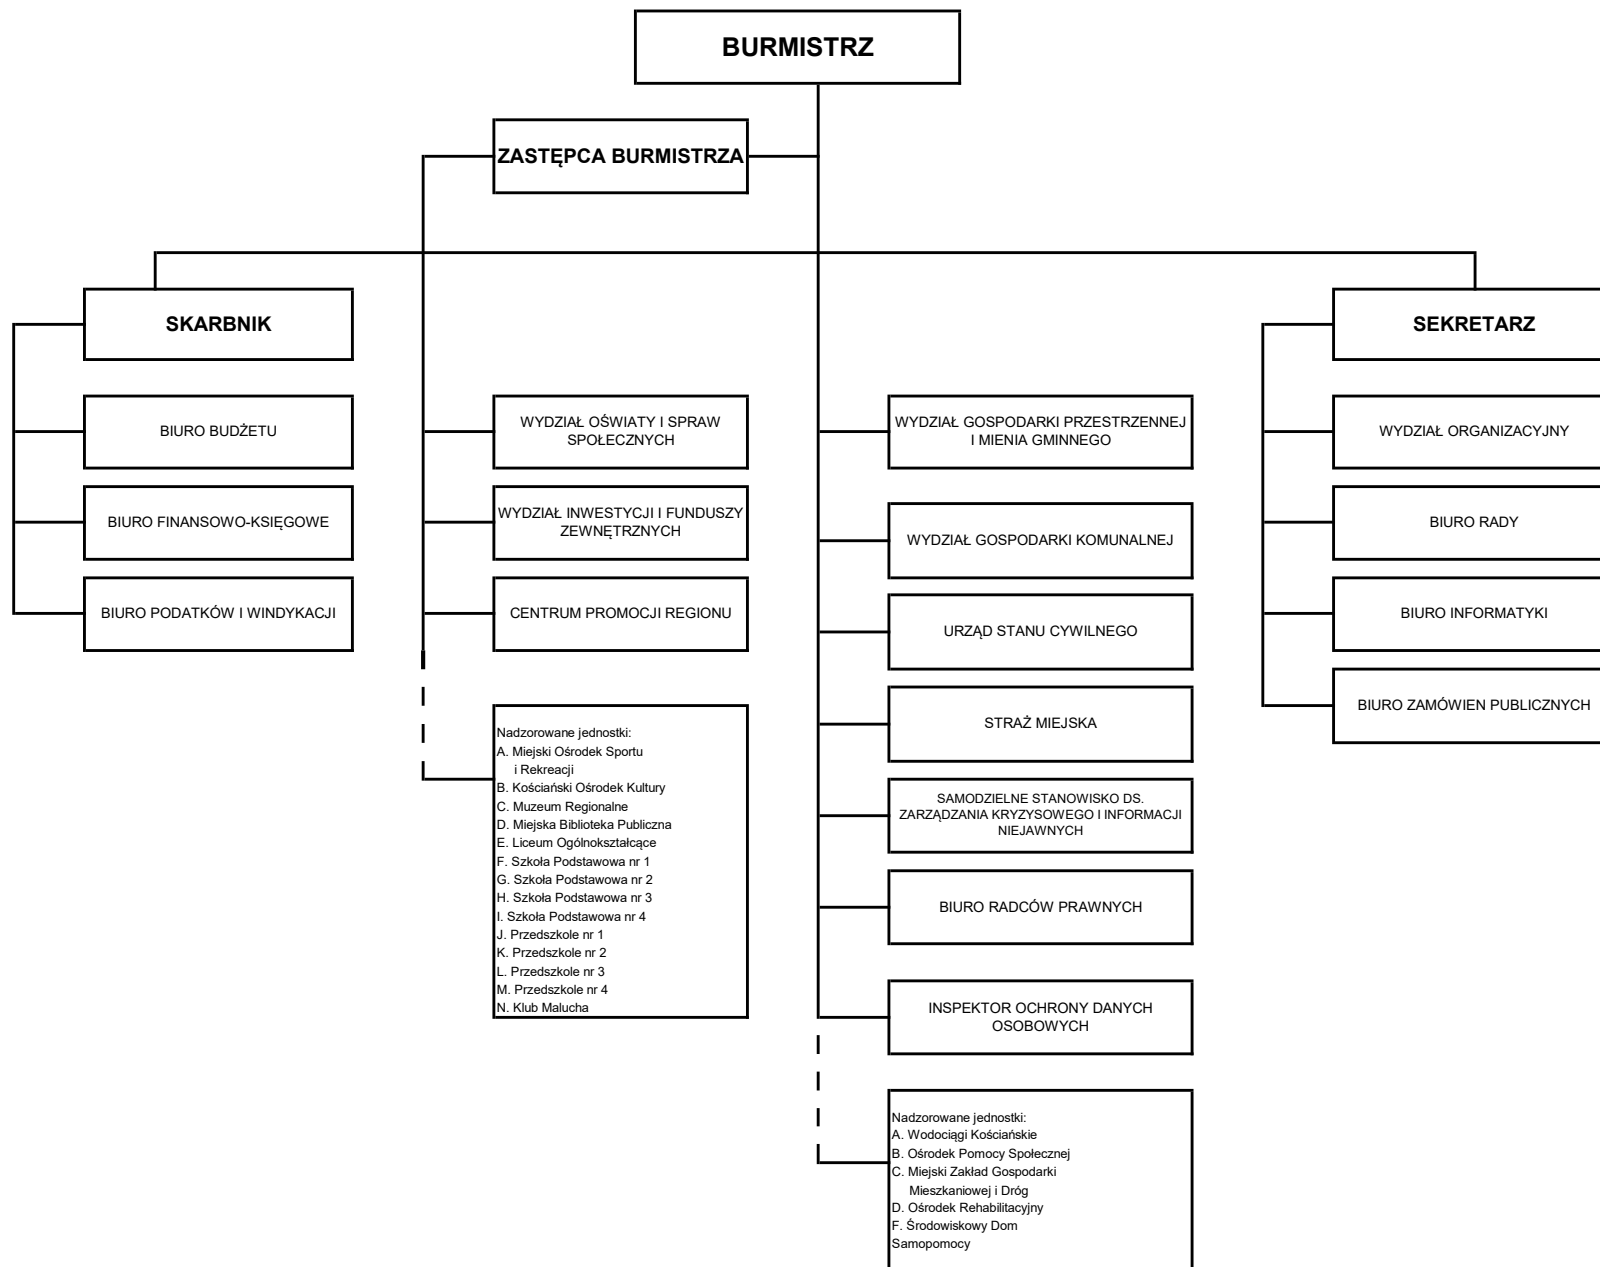 BURMISTRZ
ZASTĘPCA BURMISTRZA
SKARBNIK
SEKRETARZ
BIURO BUDŻETU
BIURO FINANSOWO-KSIĘGOWE
BIURO PODATKÓW I WINDYKACJI
WYDZIAŁ OŚWIATY I SPRAW
SPOŁECZNYCH
WYDZIAŁ INWESTYCJI I FUNDUSZY
ZEWNĘTRZNYCH
CENTRUM PROMOCJI REGIONU
Nadzorowane jednostki:
A. Miejski Ośrodek Sportu
i Rekreacji
B. Kościański Ośrodek Kultury
C. Muzeum Regionalne
D. Miejska Biblioteka Publiczna
E. Liceum Ogólnokształcące
F. Szkoła Podstawowa nr 1
G. Szkoła Podstawowa nr 2
H. Szkoła Podstawowa nr 3
I. Szkoła Podstawowa nr 4
J. Przedszkole nr 1
K. Przedszkole nr 2
L. Przedszkole nr 3
M. Przedszkole nr 4
N. Klub Malucha
WYDZIAŁ GOSPODARKI PRZESTRZENNEJ
I MIENIA GMINNEGO
WYDZIAŁ GOSPODARKI KOMUNALNEJ
URZĄD STANU CYWILNEGO
STRAŻ MIEJSKA
SAMODZIELNE STANOWISKO DS.
ZARZĄDZANIA KRYZYSOWEGO I INFORMACJI
NIEJAWNYCH
BIURO RADCÓW PRAWNYCH
INSPEKTOR OCHRONY DANYCH
OSOBOWYCH
Nadzorowane jednostki:
A. Wodociągi Kościańskie
B. Ośrodek Pomocy Społecznej
C. Miejski Zakład Gospodarki
Mieszkaniowej i Dróg
D. Ośrodek Rehabilitacyjny
F. Środowiskowy Dom
Samopomocy
WYDZIAŁ ORGANIZACYJNY
BIURO RADY
BIURO INFORMATYKI
BIURO ZAMÓWIEN PUBLICZNYCH